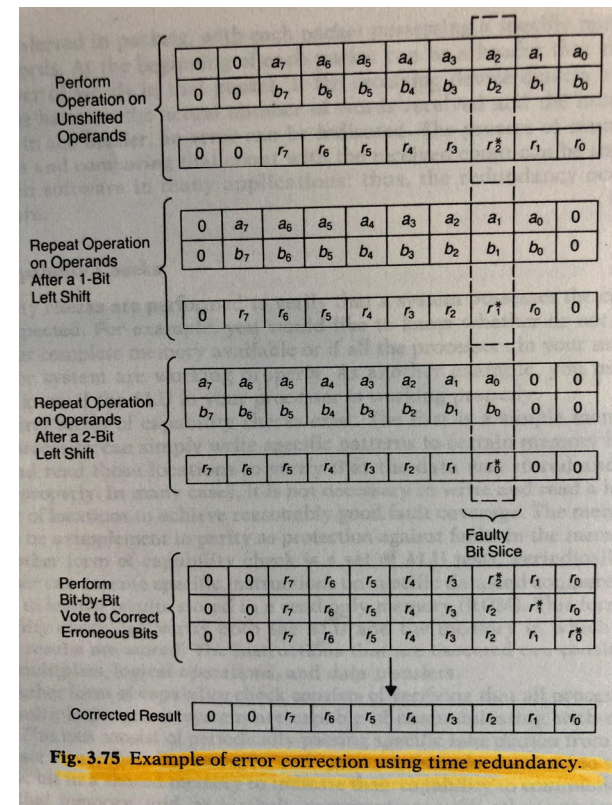 0 0 a7 a6 a5 a4 a3 a2 a1 a0
0 0 b7 b6 b5 b4 b3 b2 b1 b0
Perform
Operation on
Unshifted
Operands
0 0 r7 r6 r5 r4 r3 r2* r1 r0
0 a7 a6 a5 a4 a3 a2 a1 a0 0
0 b7 b6 b5 b4 b3 b2 b1 b0 0
Repeat Operation
on Operands
After a 1-Bit
Left Shift
0 r7 r6 r5 r4 r3 r2 r1* r0 0
a7 a6 a5 a4 a3 a2 a1 a0 0 0
b7 b6 b5 b4 b3 b2 b1 b0 0 0
Repeat Operation
on Operands
After a 2-Bit
Left Shift
r7 r6 r5 r4 r3 r2 r1 r0* 0 0
Faulty
Bit Slice
Perform
Bit-by-Bit
Vote to Correct
Erroneous Bits
0 0 r7 r6 r5 r4 r3 r2* r1 r0
0 0 r7 r6 r5 r4 r3 r2 r1* r0
0 0 r7 r6 r5 r4 r3 r2 r1 r0*
Corrected Result 0 0 r7 r6 r5 r4 r3 r2 r1 r0
Fig. 3.75 Example of error correction using time redundancy.